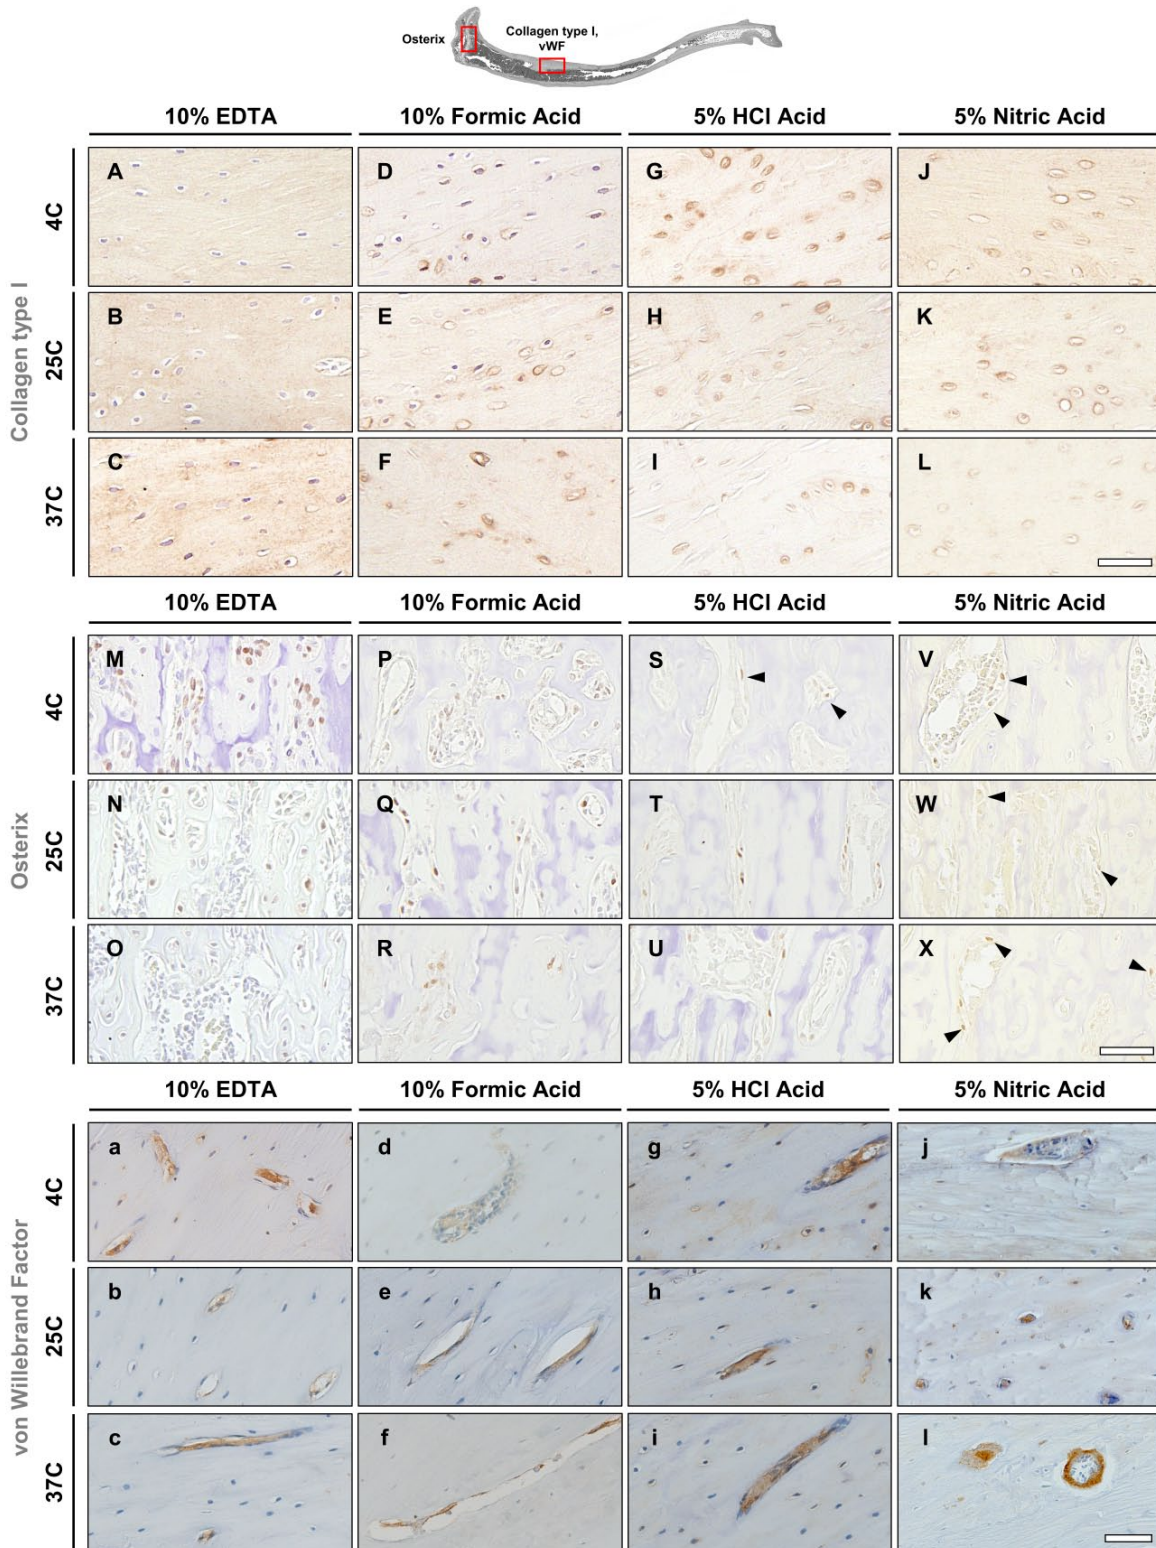 Osterix
Collagen type I,
vWF
10% EDTA
10% Formic Acid
5% HCl Acid
5% Nitric Acid
Collagen type I
4C
A
D
G
J
25C
B
E
H
K
37C
C
F
I
L
10% EDTA
10% Formic Acid
5% HCl Acid
5% Nitric Acid
Osterix
4C
M
P
S
V
25C
N
Q
T
W
37C
O
R
U
X
10% EDTA
10% Formic Acid
5% HCl Acid
5% Nitric Acid
von Willebrand Factor
4C
a
d
g
j
25C
b
e
h
k
37C
c
f
i
l